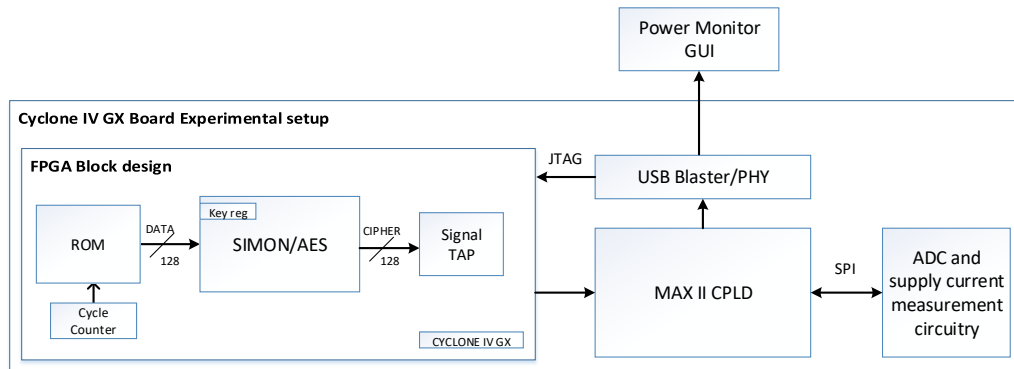 Power Monitor
GUI
Cyclone IV GX Board Experimental setup
FPGA Block design
JTAG
USB Blaster/PHY
Key reg
ROM
DATA
128
SIMON/AES
CIPHER
128
Signal
TAP
Cycle
Counter
CYCLONE IV GX
MAX II CPLD
SPI
ADC and
supply current
measurement
circuitry